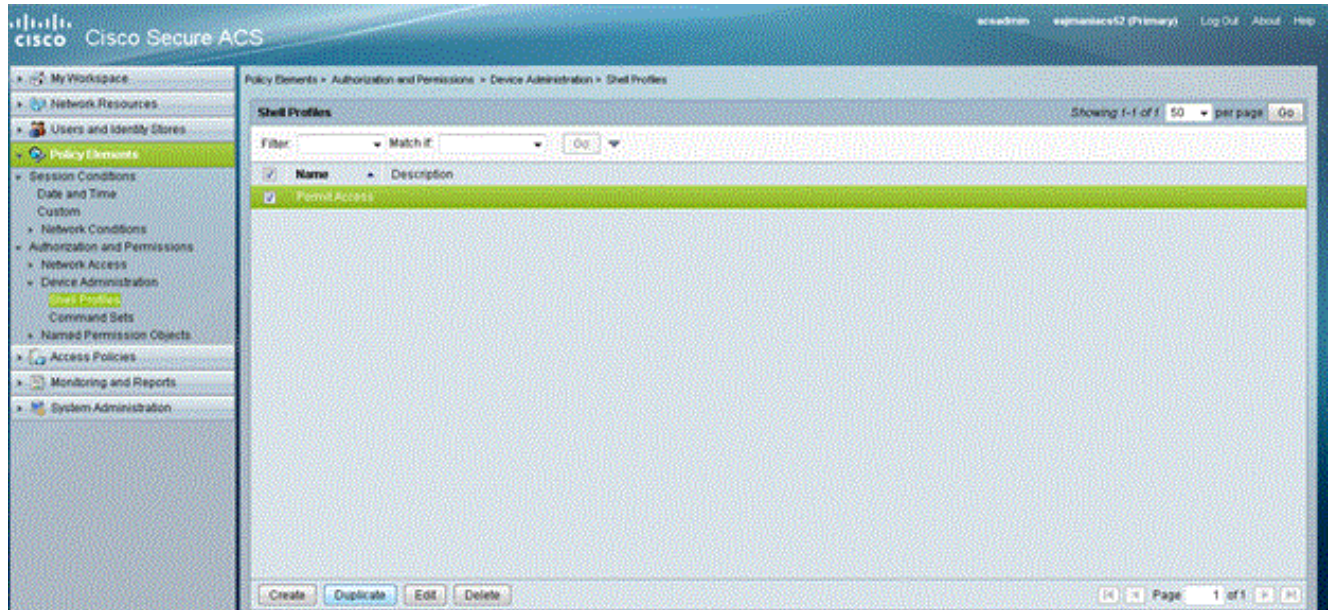 cisco Cisco Secure ACS
acsadmin (Primary) Log Out About Help
My Workspace
Network Resources
Users and Identity Stores
Policy Elements
Session Conditions
Date and Time
Custom
Network Conditions
Authorization and Permissions
Network Access
Device Administration
Shell Profiles
Command Sets
Named Permission Objects
Access Policies
Monitoring and Reports
System Administration
Policy Elements > Authorization and Permissions > Device Administration > Shell Profiles
Shell Profiles
Showing 1-1 of 1 50 per page Go
Filter: Match if: Go
Name Description
Permit Access
Create Duplicate Edit Delete
Page 1 of 1